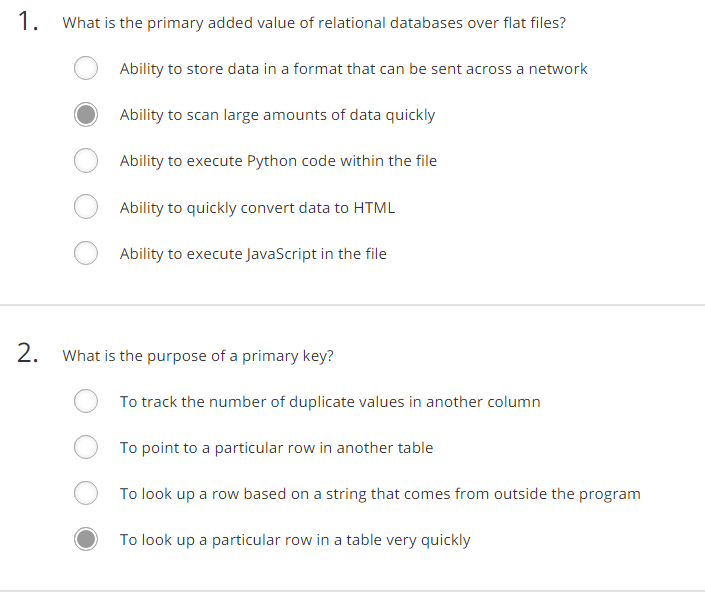 1. What is the primary added value of relational databases over flat files?
Ability to store data in a format that can be sent across a network
Ability to scan large amounts of data quickly
Ability to execute Python code within the file
Ability to quickly convert data to HTML
Ability to execute JavaScript in the file
2. What is the purpose of a primary key?
To track the number of duplicate values in another column
To point to a particular row in another table
To look up a row based on a string that comes from outside the program
To look up a particular row in a table very quickly